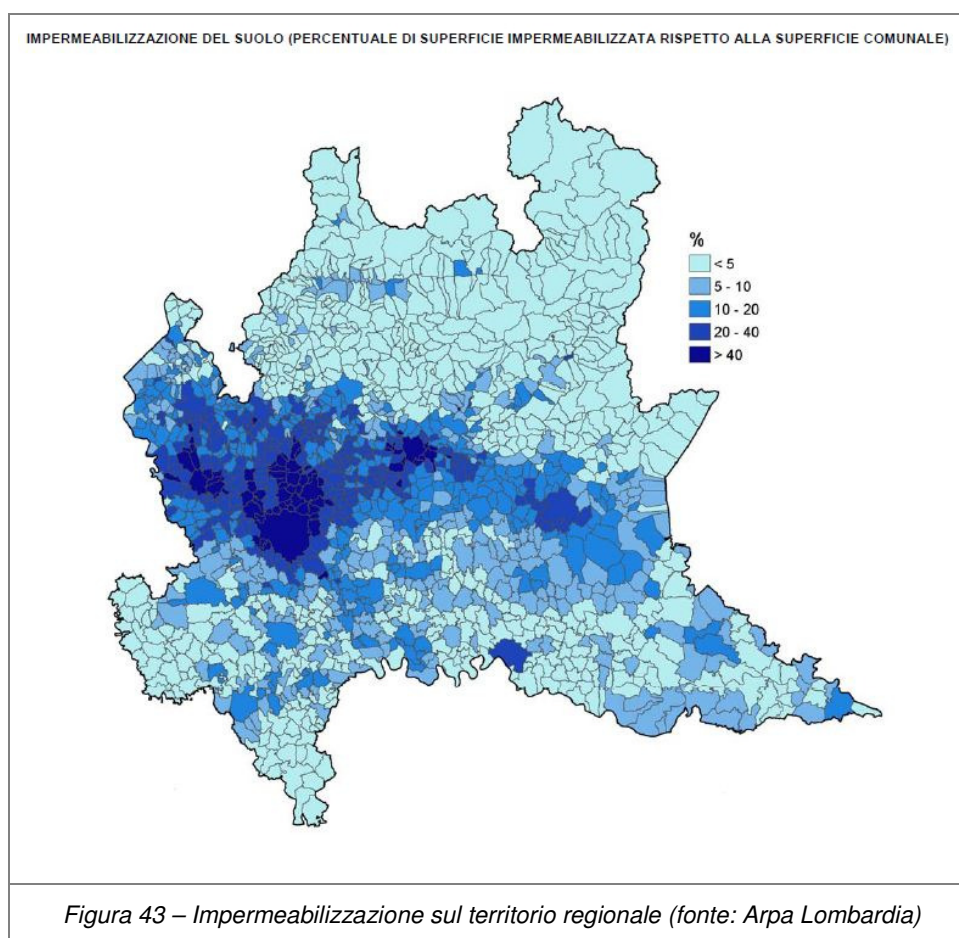 IMPERMEABILIZZAZIONE DEL SUOLO (PERCENTUALE DI SUPERFICIE IMPERMEABILIZZATA RISPETTO ALLA SUPERFICIE COMUNALE)
%
< 5
5 - 10
10 - 20
20 - 40
> 40
Figura 43 – Impermeabilizzazione sul territorio regionale (fonte: Arpa Lombardia)